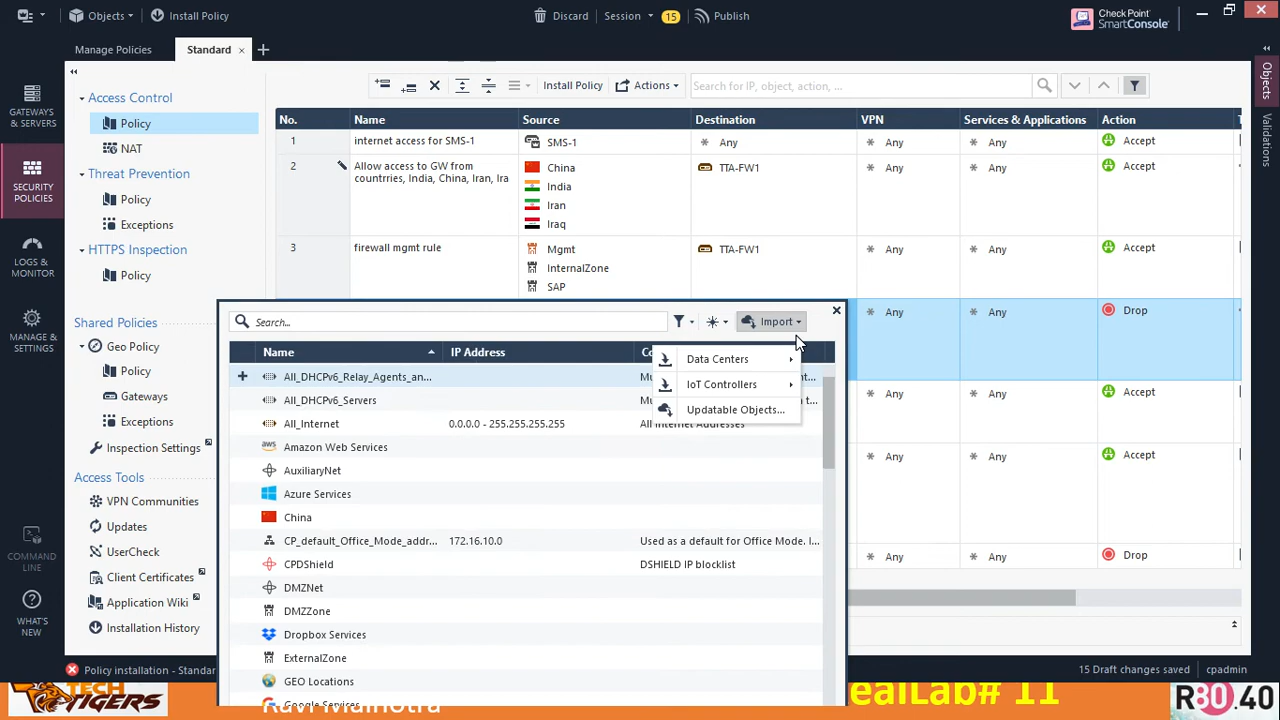 Objects
Install Policy
Discard
Session
15
Publish
Check Point
SmartConsole
Manage Policies
Standard
GATEWAYS
& SERVERS
SECURITY
POLICIES
LOGS &
MONITOR
MANAGE &
SETTINGS
COMMAND
LINE
WHAT'S
NEW
Access Control
Policy
NAT
Threat Prevention
Policy
Exceptions
HTTPS Inspection
Policy
Shared Policies
Geo Policy
Policy
Gateways
Exceptions
Inspection Settings
Access Tools
VPN Communities
Updates
UserCheck
Client Certificates
Application Wiki
Installation History
Install Policy
Actions
Search for IP, object, action, ...
No. Name Source Destination VPN Services & Applications Action
1 internet access for SMS-1 SMS-1 Any Any Any Accept
2 Allow access to GW from
countrries, India, China, Iran, Ira
China
India
Iran
Iraq
TTA-FW1 Any Any Accept
3 firewall mgmt rule
Mgmt
InternalZone
SAP
TTA-FW1 Any Any Accept
Any Any Drop
Any Any Accept
Any Any Accept
Any Any Drop
Search...
Import
Data Centers
IoT Controllers
Updatable Objects...
Name IP Address
All_DHCPv6_Relay_Agents_an...
All_DHCPv6_Servers
All_Internet 0.0.0.0 - 255.255.255.255 All Internet Addresses
aws Amazon Web Services
AuxiliaryNet
Azure Services
China
CP_default_Office_Mode_addr... 172.16.10.0 Used as a default for Office Mode. I...
CPDShield DSHIELD IP blocklist
DMZNet
DMZZone
Dropbox Services
ExternalZone
GEO Locations
Google Services
Objects
Validations
Policy installation - Standar
15 Draft changes saved
cpadmin
TECH
TIGERS
Ravi Malhotra
ealLab# 11
R80.40